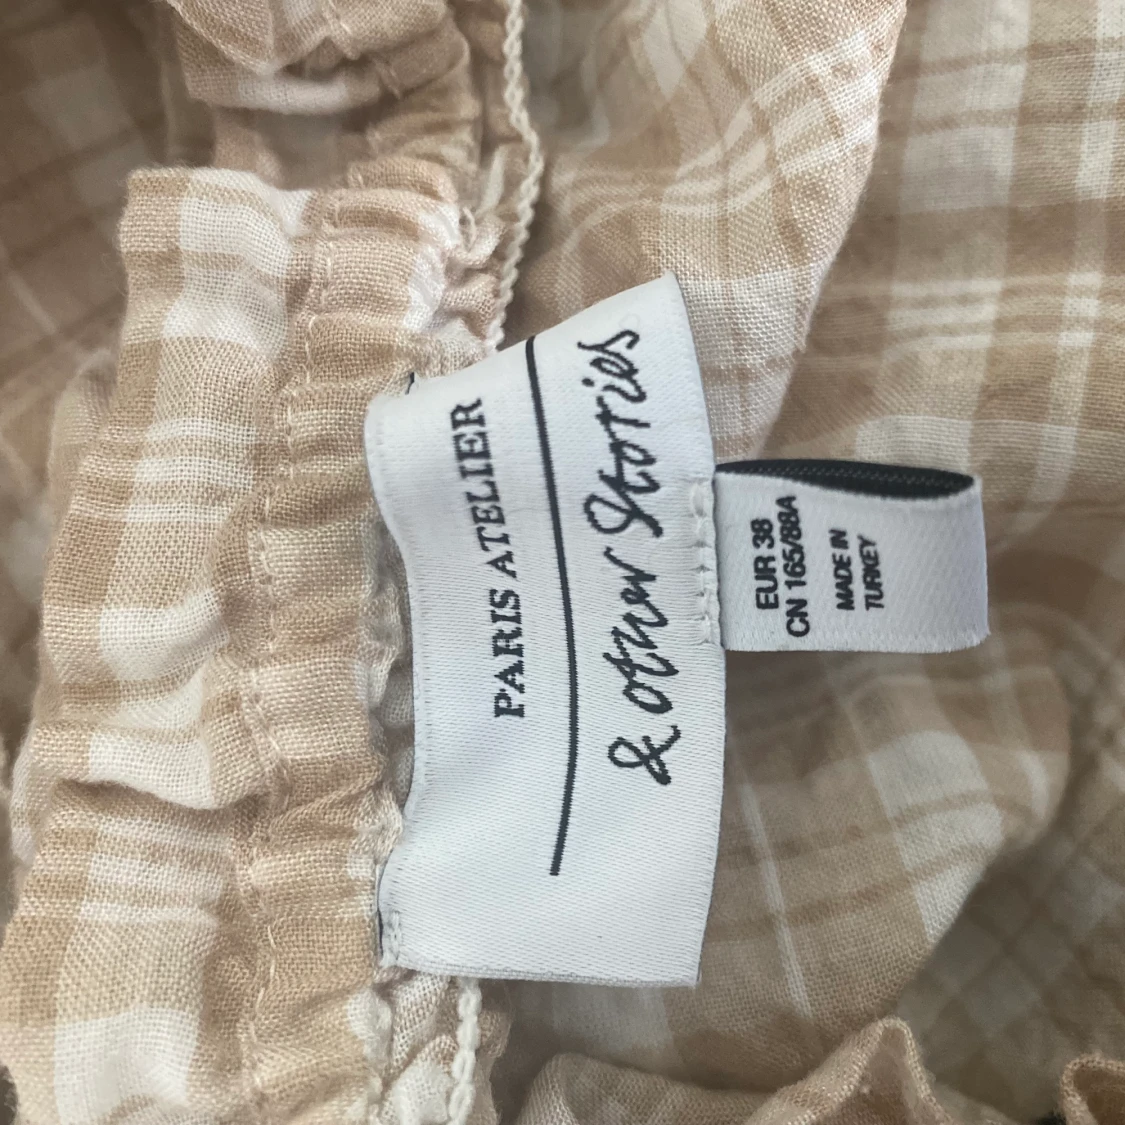 PARIS ATELIER
& other Stories
EUR 38
CN 165/88A
MADE IN
TURKEY